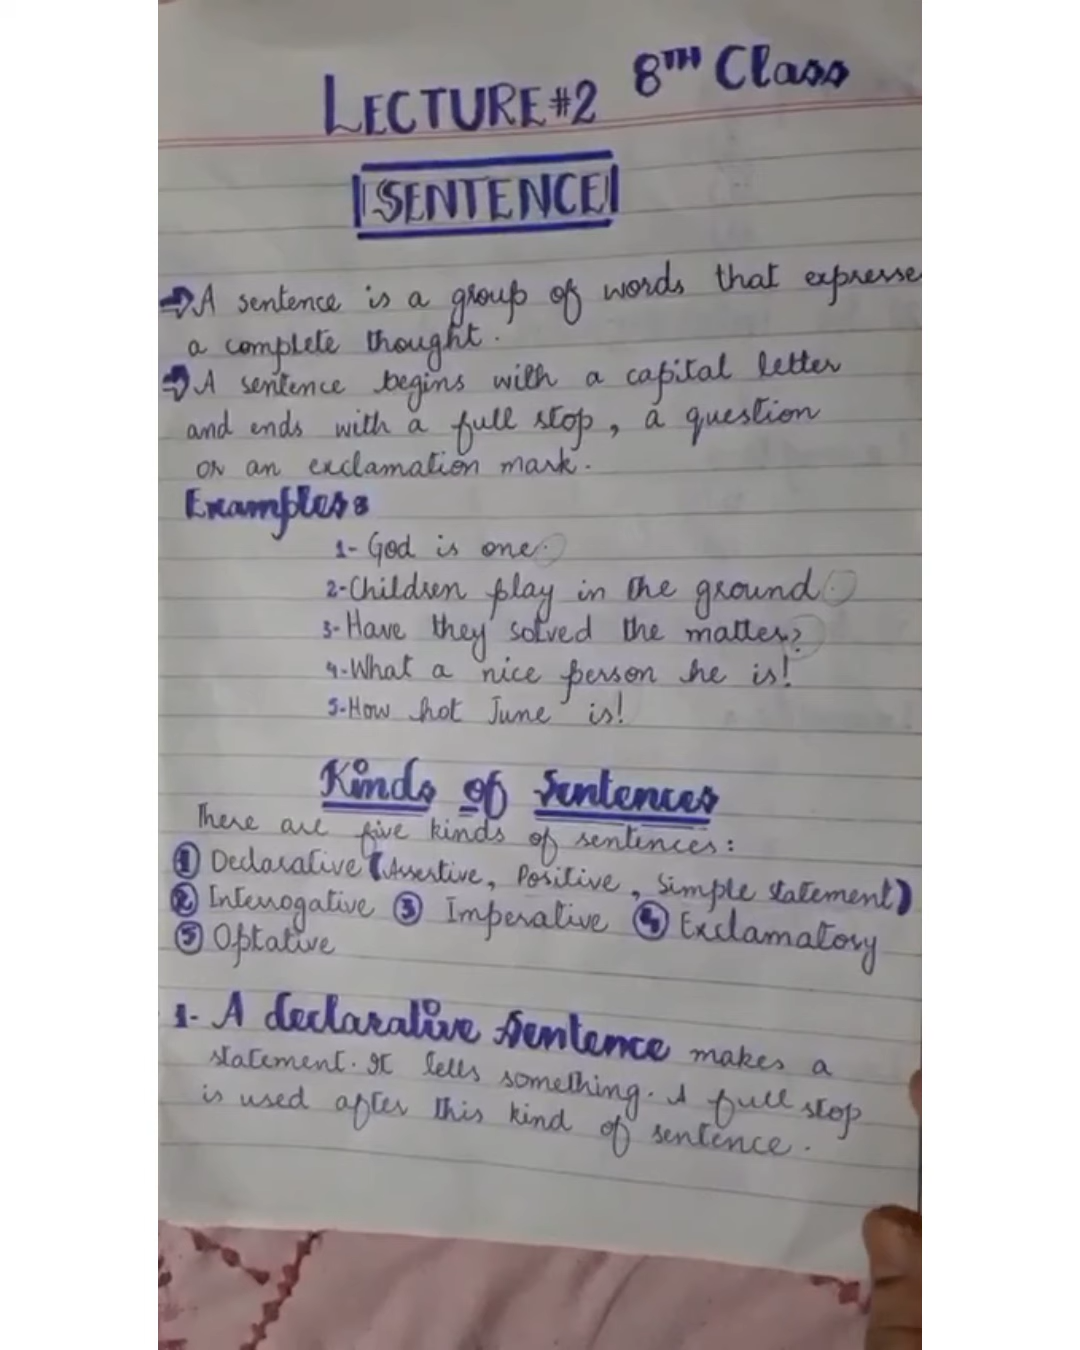 LECTURE#2 8TH Class
SENTENCE
⇒ A sentence is a group of words that expresse
a complete thought.
⇒ A sentence begins with a capital letter
and ends with a full stop, a question
or an exclamation mark.
Examples:
1- God is one.
2- Children play in the ground.
3- Have they solved the matter?
4- What a nice person he is!
5- How hot June is!
Kinds of Sentences
There are five kinds of sentences:
① Declarative (Assertive, Positive, Simple statement)
② Interrogative ③ Imperative ④ Exclamatory
⑤ Optative
1- A declarative Sentence makes a
statement. It tells something. A full stop
is used after this kind of sentence.